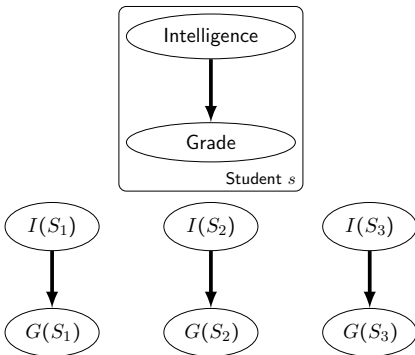 Intelligence
Grade
Student s
I(S₁) I(S₂) I(S₃)
G(S₁) G(S₂) G(S₃)